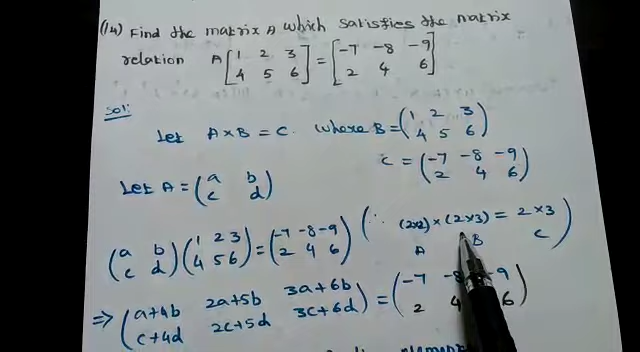 (14) Find the matrix A which satisfies the matrix
relation A [1 2 3 = [-7 -8 -9
4 5 6] 2 4 6]
Sol:
Let A×B = C. where B = (1 2 3
4 5 6)
C = (-7 -8 -9
2 4 6)
Let A = (a b
c d)
(a b (1 2 3 = (-7 -8 -9 (∵ (2×2) × (2×3) = 2×3)
c d) 4 5 6) 2 4 6) A B C
⇒ (a+4b 2a+5b 3a+6b = (-7 -8 -9
c+4d 2c+5d 3c+6d) 2 4 6)